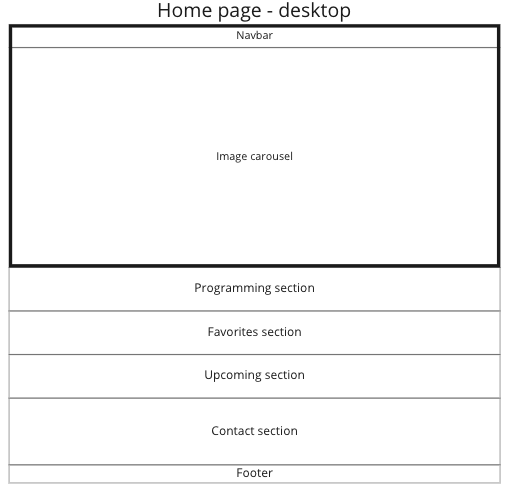 Home page - desktop
Navbar
Image carousel
Programming section
Favorites section
Upcoming section
Contact section
Footer